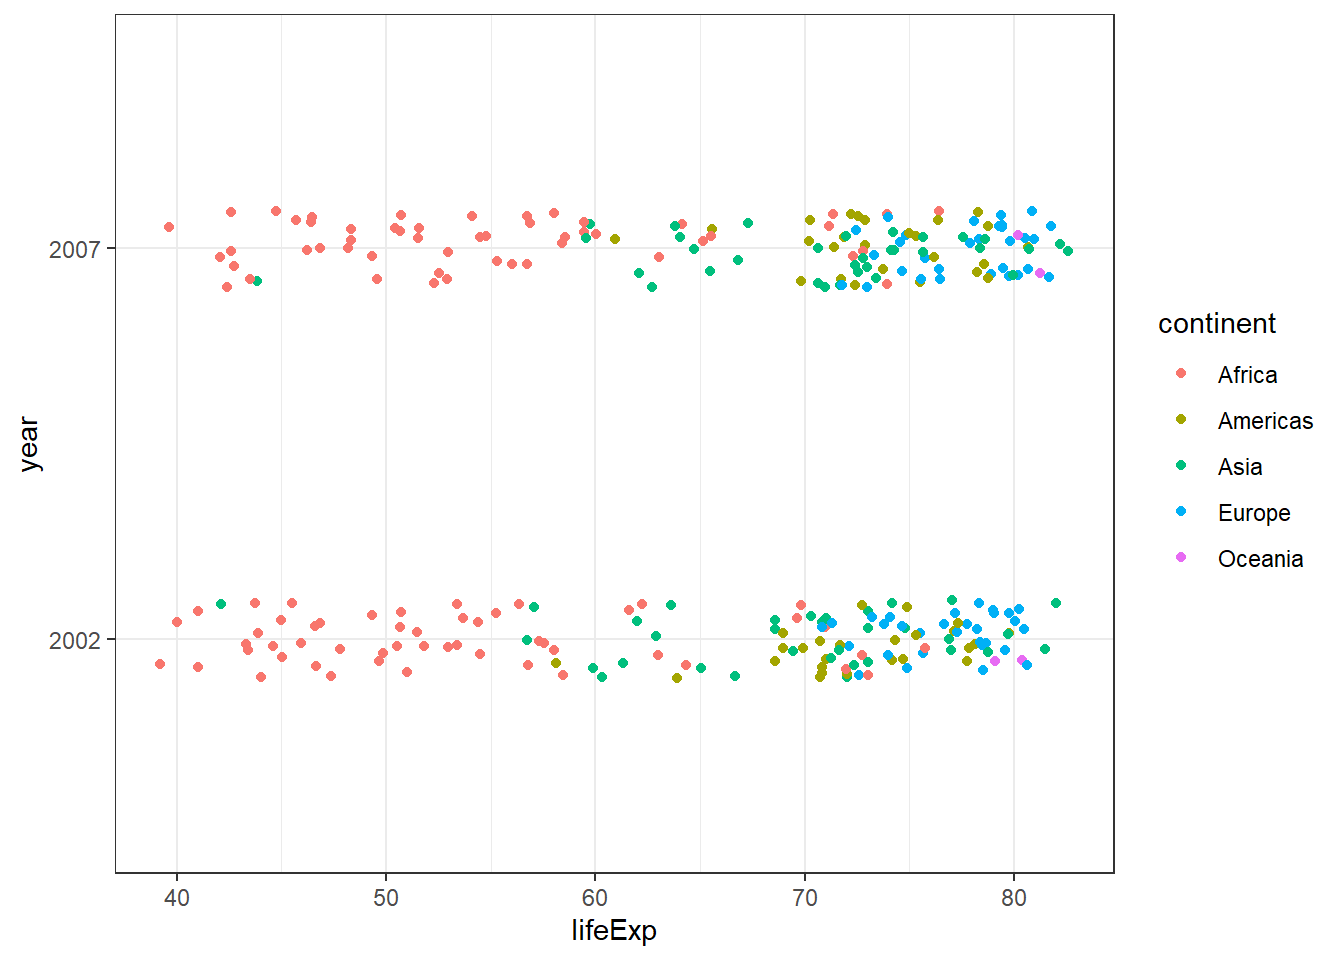 2007
2002
year
40 50 60 70 80
lifeExp
continent
Africa
Americas
Asia
Europe
Oceania